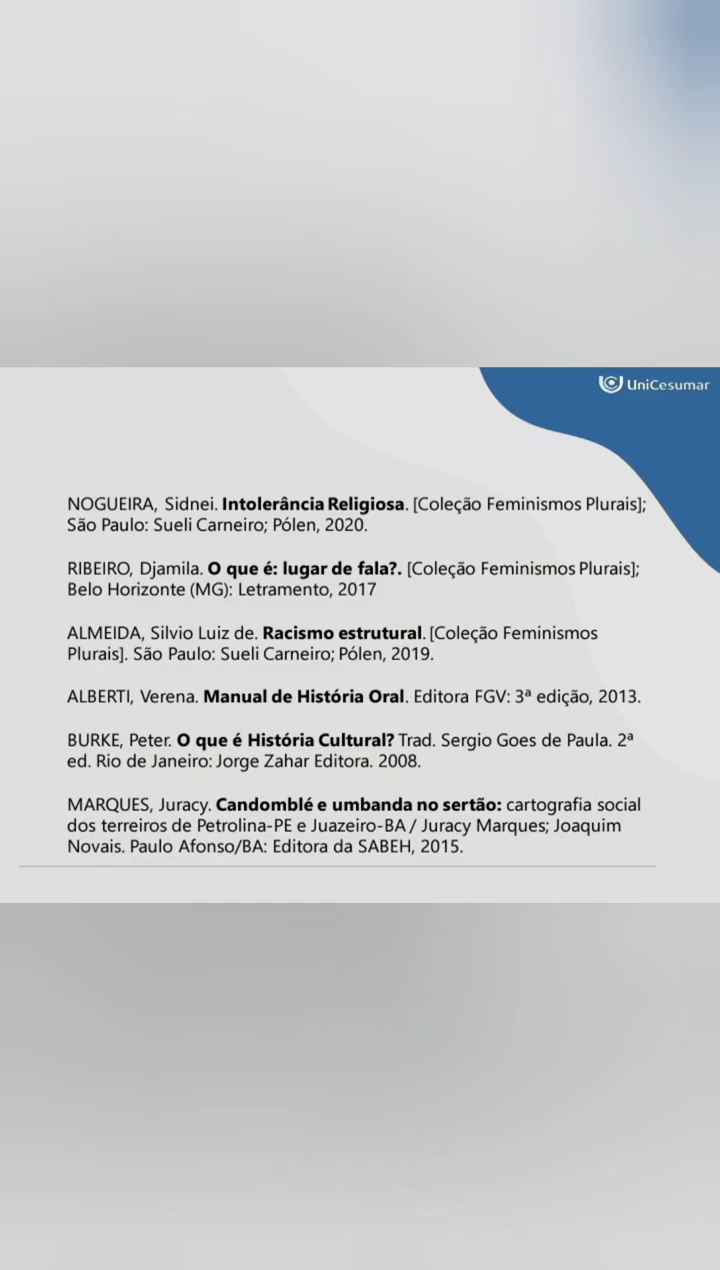 UniCesumar
NOGUEIRA, Sidnei. Intolerância Religiosa. [Coleção Feminismos Plurais];
São Paulo: Sueli Carneiro; Pólen, 2020.
RIBEIRO, Djamila. O que é: lugar de fala?. [Coleção Feminismos Plurais];
Belo Horizonte (MG): Letramento, 2017
ALMEIDA, Silvio Luiz de. Racismo estrutural. [Coleção Feminismos
Plurais]. São Paulo: Sueli Carneiro; Pólen, 2019.
ALBERTI, Verena. Manual de História Oral. Editora FGV: 3ª edição, 2013.
BURKE, Peter. O que é História Cultural? Trad. Sergio Goes de Paula. 2ª
ed. Rio de Janeiro: Jorge Zahar Editora. 2008.
MARQUES, Juracy. Candomblé e umbanda no sertão: cartografia social
dos terreiros de Petrolina-PE e Juazeiro-BA / Juracy Marques; Joaquim
Novais. Paulo Afonso/BA: Editora da SABEH, 2015.